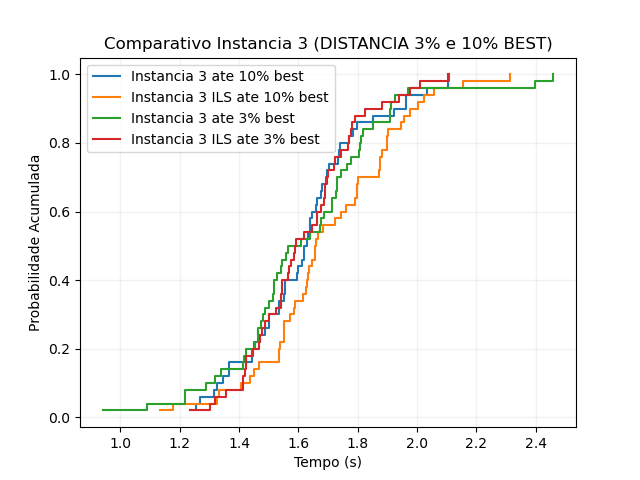 Comparativo Instancia 3 (DISTANCIA 3% e 10% BEST)
Instancia 3 ate 10% best
Instancia 3 ILS ate 10% best
Instancia 3 ate 3% best
Instancia 3 ILS ate 3% best
Probabilidade Acumulada
1.0
0.8
0.6
0.4
0.2
0.0
1.0 1.2 1.4 1.6 1.8 2.0 2.2 2.4
Tempo (s)